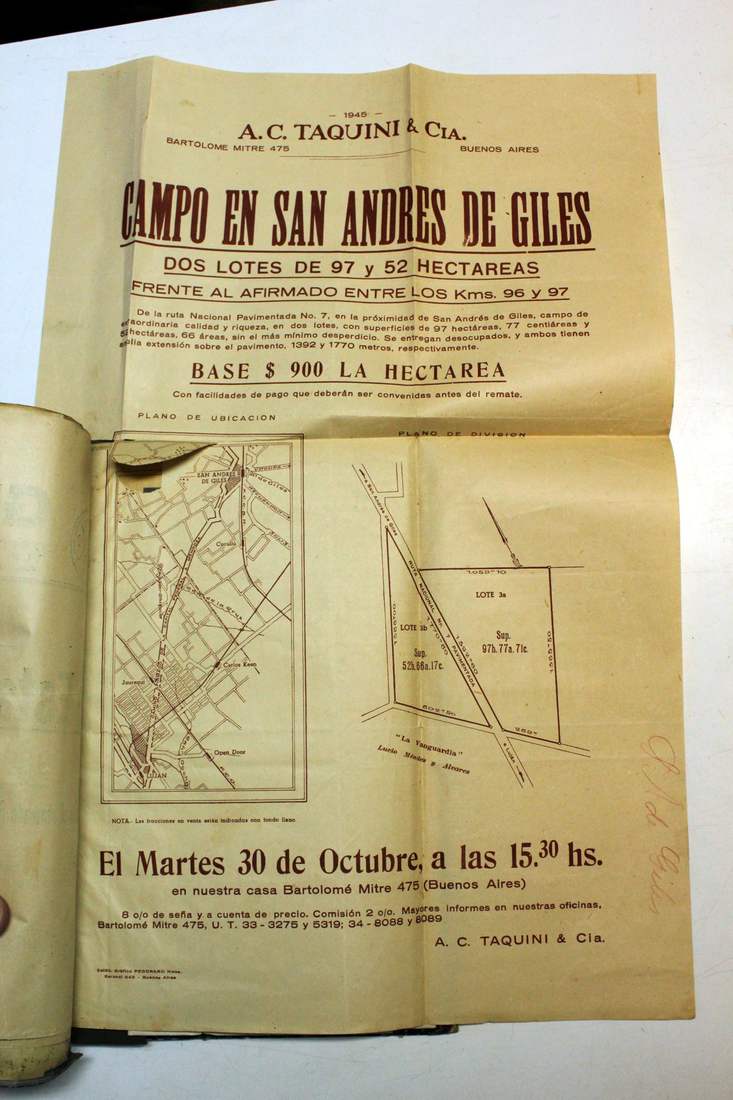 – 1945 –
A. C. TAQUINI & Cia.
BARTOLOME MITRE 475 BUENOS AIRES
CAMPO EN SAN ANDRES DE GILES
DOS LOTES DE 97 y 52 HECTAREAS
FRENTE AL AFIRMADO ENTRE LOS Kms. 96 y 97
De la ruta Nacional Pavimentada No. 7, en la próximidad de San Andrés de Giles, campo de
extraordinaria calidad y riqueza, en dos lotes, con superficies de 97 hectáreas, 77 centiáreas y
52 hectáreas, 66 áreas, sin el más mínimo desperdicio. Se entregan desocupados, y ambos tienen
amplia extensión sobre el pavimento, 1392 y 1770 metros, respectivamente.
BASE $ 900 LA HECTAREA
Con facilidades de pago que deberán ser convenidas antes del remate.
PLANO DE UBICACION
PLANO DE DIVISION
SAN ANDRES
DE GILES
Carlos Keen
Jauregui
Open Door
LUJAN
RUTA NACIONAL No. 7 PAVIMENTADA
1770-60
LOTE 3a
Sup.
97h. 77a. 71c.
LOTE 3b
Sup.
52h. 66a. 17c.
"La Vanguardia"
a Luján
NOTA.- Las fracciones en venta están indicadas con fondo lleno.
El Martes 30 de Octubre, a las 15.30 hs.
en nuestra casa Bartolomé Mitre 475 (Buenos Aires)
8 o/o de seña y a cuenta de precio. Comisión 2 o/o. Mayores informes en nuestras oficinas,
Bartolomé Mitre 475, U. T. 33 - 3275 y 5319; 34 - 8088 y 8089
A. C. TAQUINI & Cia.